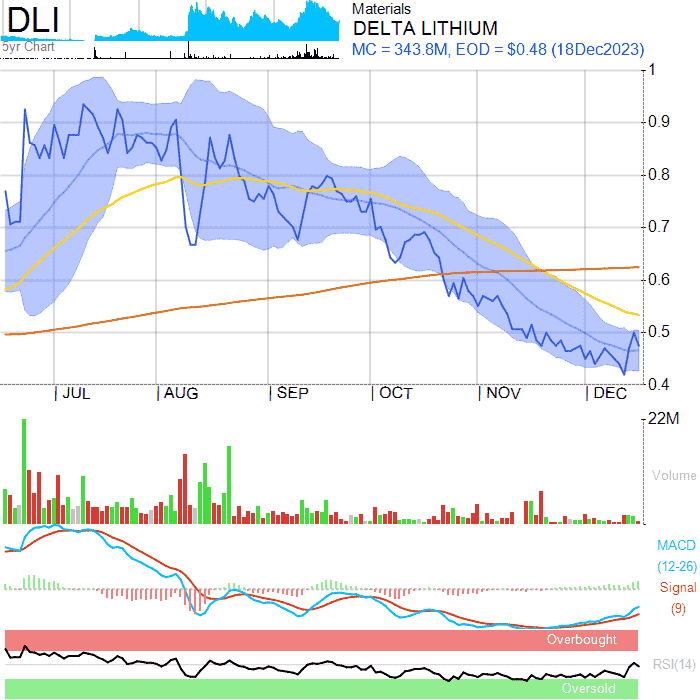 DLI
5yr Chart
Materials
DELTA LITHIUM
MC = 343.8M, EOD = $0.48 (18Dec2023)
1
0.9
0.8
0.7
0.6
0.5
0.4
JUL AUG SEP OCT NOV DEC
22M
Volume
MACD
(12-26)
Signal
(9)
Overbought
RSI(14)
Oversold